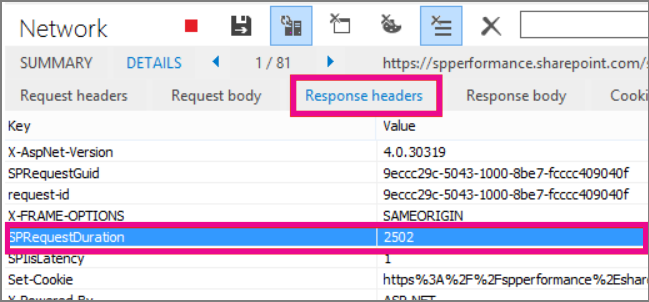 Network
SUMMARY DETAILS 1 / 81 https://spperformance.sharepoint.com/s
Request headers Request body Response headers Response body Cooki
Key Value
X-AspNet-Version 4.0.30319
SPRequestGuid 9eccc29c-5043-1000-8be7-fcccc409040f
request-id 9eccc29c-5043-1000-8be7-fcccc409040f
X-FRAME-OPTIONS SAMEORIGIN
SPRequestDuration 2502
SPIisLatency 1
Set-Cookie https%3A%2F%2Fspperformance%2Eshare
X-Powered-By ASP.NET